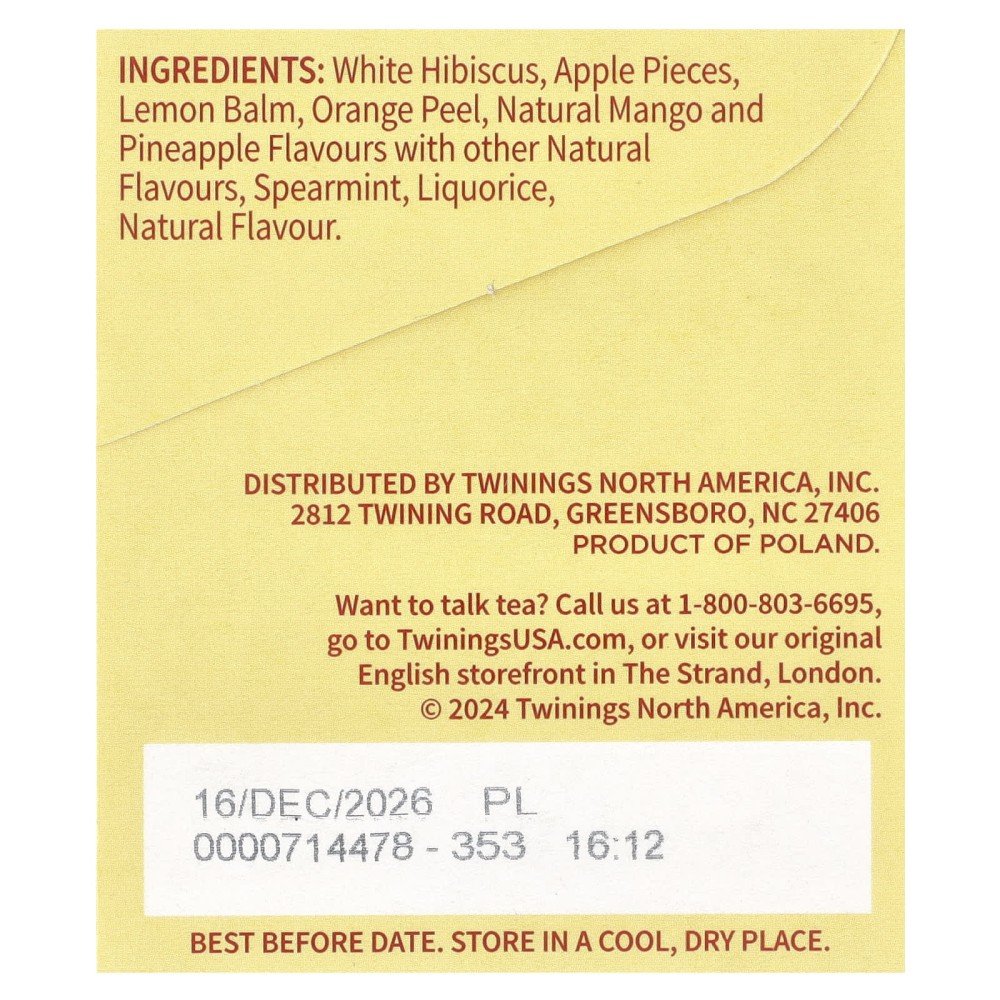 INGREDIENTS: White Hibiscus, Apple Pieces,
Lemon Balm, Orange Peel, Natural Mango and
Pineapple Flavours with other Natural
Flavours, Spearmint, Liquorice,
Natural Flavour.
DISTRIBUTED BY TWININGS NORTH AMERICA, INC.
2812 TWINING ROAD, GREENSBORO, NC 27406
PRODUCT OF POLAND.
Want to talk tea? Call us at 1-800-803-6695,
go to TwiningsUSA.com, or visit our original
English storefront in The Strand, London.
© 2024 Twinings North America, Inc.
16/DEC/2026 PL
0000714478 - 353 16:12
BEST BEFORE DATE. STORE IN A COOL, DRY PLACE.